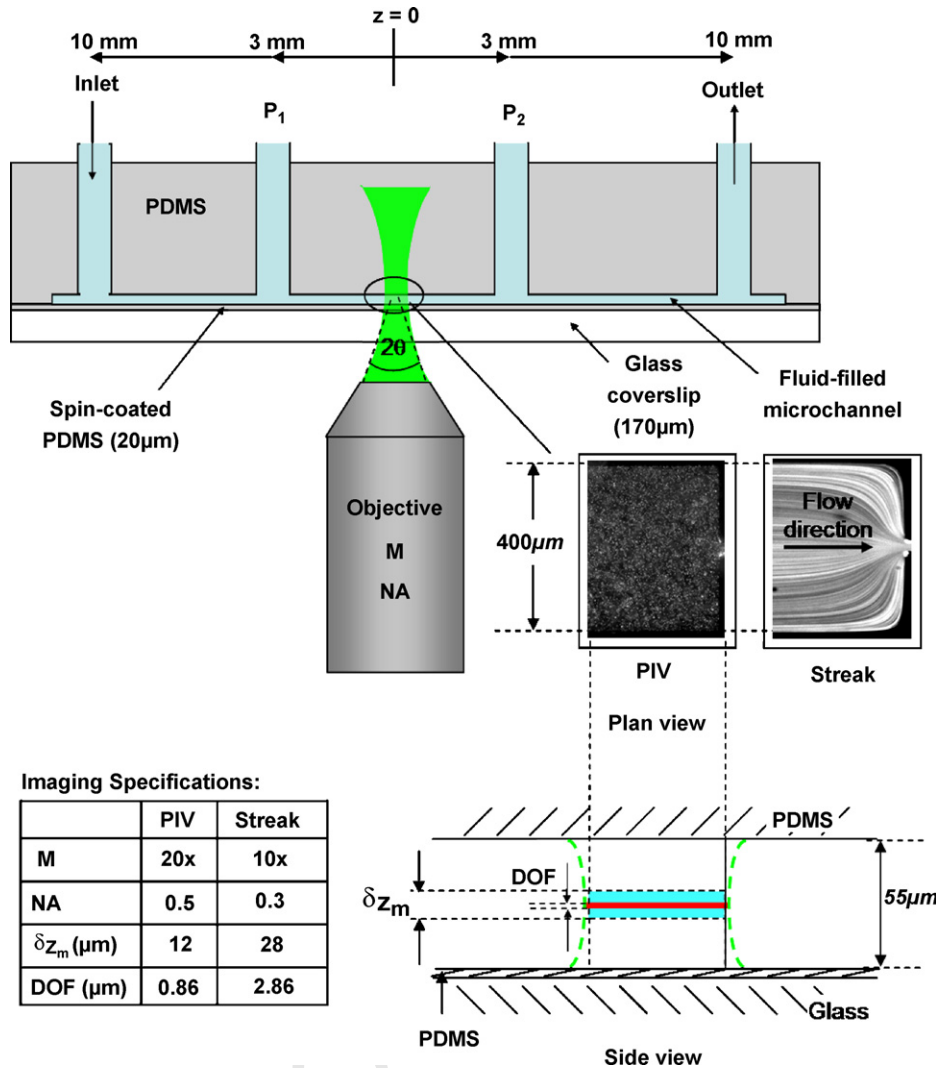 z = 0
10 mm 3 mm 3 mm 10 mm
Inlet
Outlet
P1
P2
PDMS
2θ
Spin-coated
PDMS (20μm)
Glass
coverslip
(170μm)
Fluid-filled
microchannel
Objective
M
NA
400μm
Flow
direction
PIV
Streak
Plan view
Imaging Specifications:
PIV Streak
M 20x 10x
NA 0.5 0.3
δZm (μm) 12 28
DOF (μm) 0.86 2.86
PDMS
DOF
δZm
55μm
Glass
PDMS
Side view